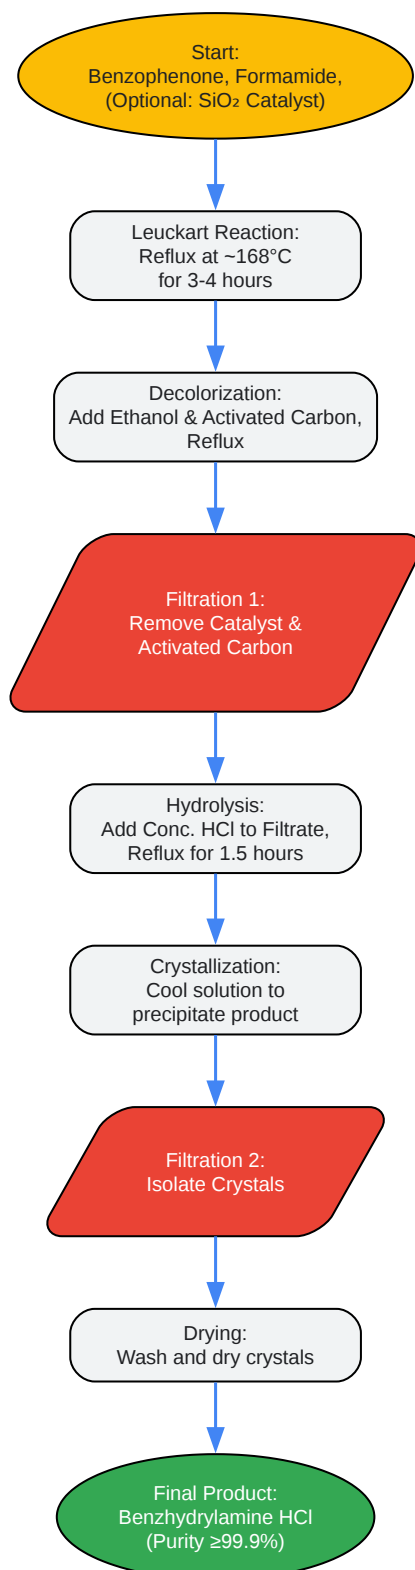 Start:
Benzophenone, Formamide,
(Optional: SiO₂ Catalyst)
Leuckart Reaction:
Reflux at ~168°C
for 3-4 hours
Decolorization:
Add Ethanol & Activated Carbon,
Reflux
Filtration 1:
Remove Catalyst &
Activated Carbon
Hydrolysis:
Add Conc. HCl to Filtrate,
Reflux for 1.5 hours
Crystallization:
Cool solution to
precipitate product
Filtration 2:
Isolate Crystals
Drying:
Wash and dry crystals
Final Product:
Benzhydrylamine HCl
(Purity ≥99.9%)